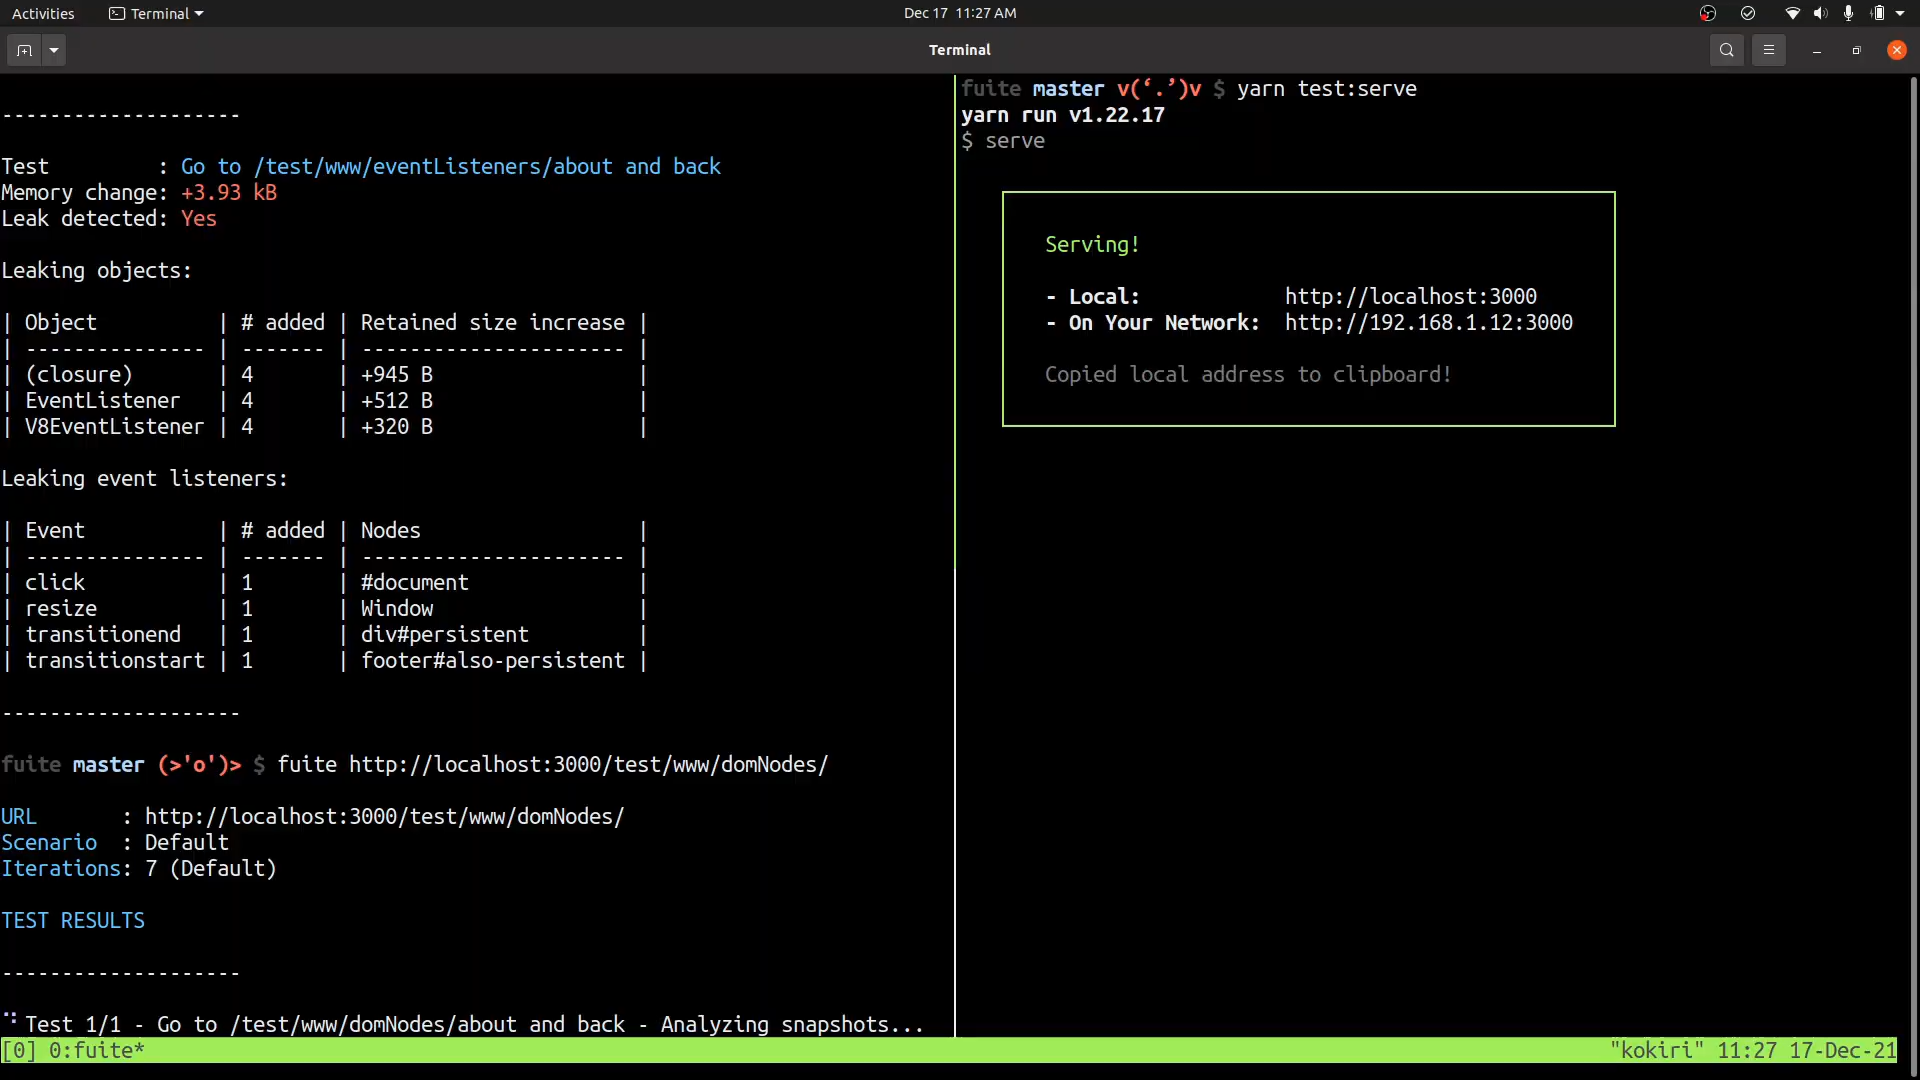 Activities Terminal Dec 17 11:27 AM
Terminal
--------------------
Test         : Go to /test/www/eventListeners/about and back
Memory change: +3.93 kB
Leak detected: Yes
Leaking objects:
| Object          | # added | Retained size increase |
| --------------- | ------- | ---------------------- |
| (closure)       | 4       | +945 B                 |
| EventListener   | 4       | +512 B                 |
| V8EventListener | 4       | +320 B                 |
Leaking event listeners:
| Event           | # added | Nodes                  |
| --------------- | ------- | ---------------------- |
| click           | 1       | #document              |
| resize          | 1       | Window                 |
| transitionend   | 1       | div#persistent         |
| transitionstart | 1       | footer#also-persistent |
--------------------
fuite master (>'o')> $ fuite http://localhost:3000/test/www/domNodes/
URL       : http://localhost:3000/test/www/domNodes/
Scenario  : Default
Iterations: 7 (Default)
TEST RESULTS
--------------------
Test 1/1 - Go to /test/www/domNodes/about and back - Analyzing snapshots...
fuite master v(‘.’)v $ yarn test:serve
yarn run v1.22.17
$ serve
Serving!
- Local:            http://localhost:3000
- On Your Network:  http://192.168.1.12:3000
Copied local address to clipboard!
[0] 0:fuite* "kokiri" 11:27 17-Dec-21